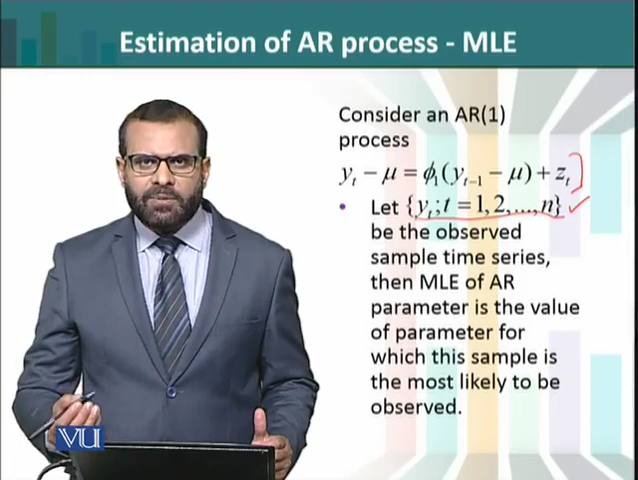 Estimation of AR process - MLE
Consider an AR(1)
process
yₜ − μ = ϕ₁(yₜ₋₁ − μ) + zₜ
• Let {yₜ; t = 1, 2, ..., n}
be the observed
sample time series,
then MLE of AR
parameter is the value
of parameter for
which this sample is
the most likely to be
observed.
VU